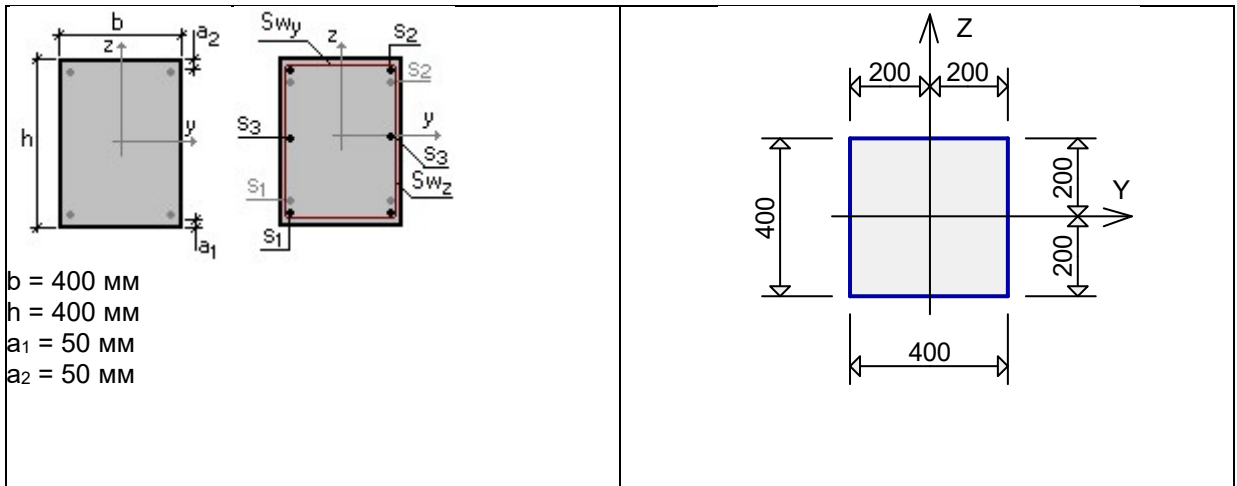 b
a2
z
y
h
a1
Swy
z
s2
s2
y
s3
s3
s1
Swz
s1
b = 400 мм
h = 400 мм
a1 = 50 мм
a2 = 50 мм
Z
200 200
Y
400
200
200
400